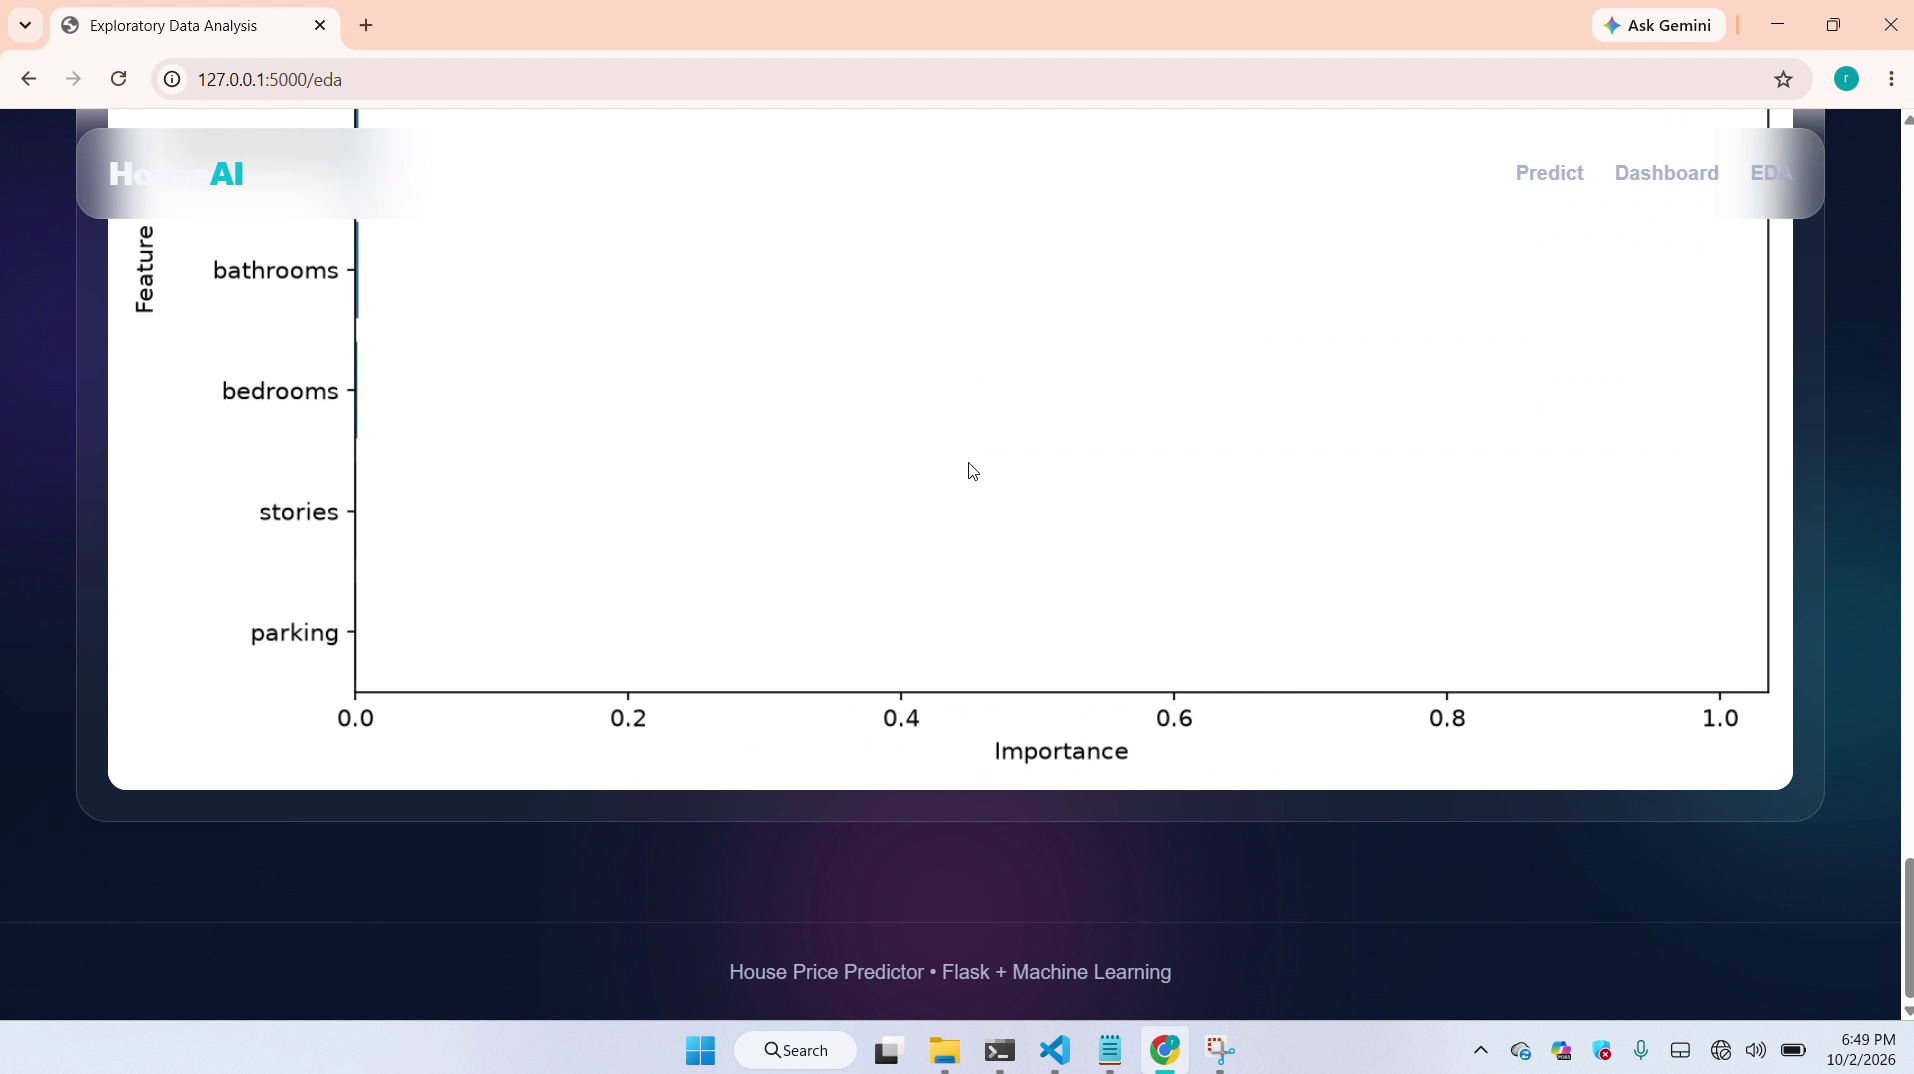 Exploratory Data Analysis
Ask Gemini
127.0.0.1:5000/eda
r
HouseAI
Predict Dashboard EDA
Feature
bathrooms
bedrooms
stories
parking
0.0 0.2 0.4 0.6 0.8 1.0
Importance
House Price Predictor • Flask + Machine Learning
Search
6:49 PM
10/2/2026